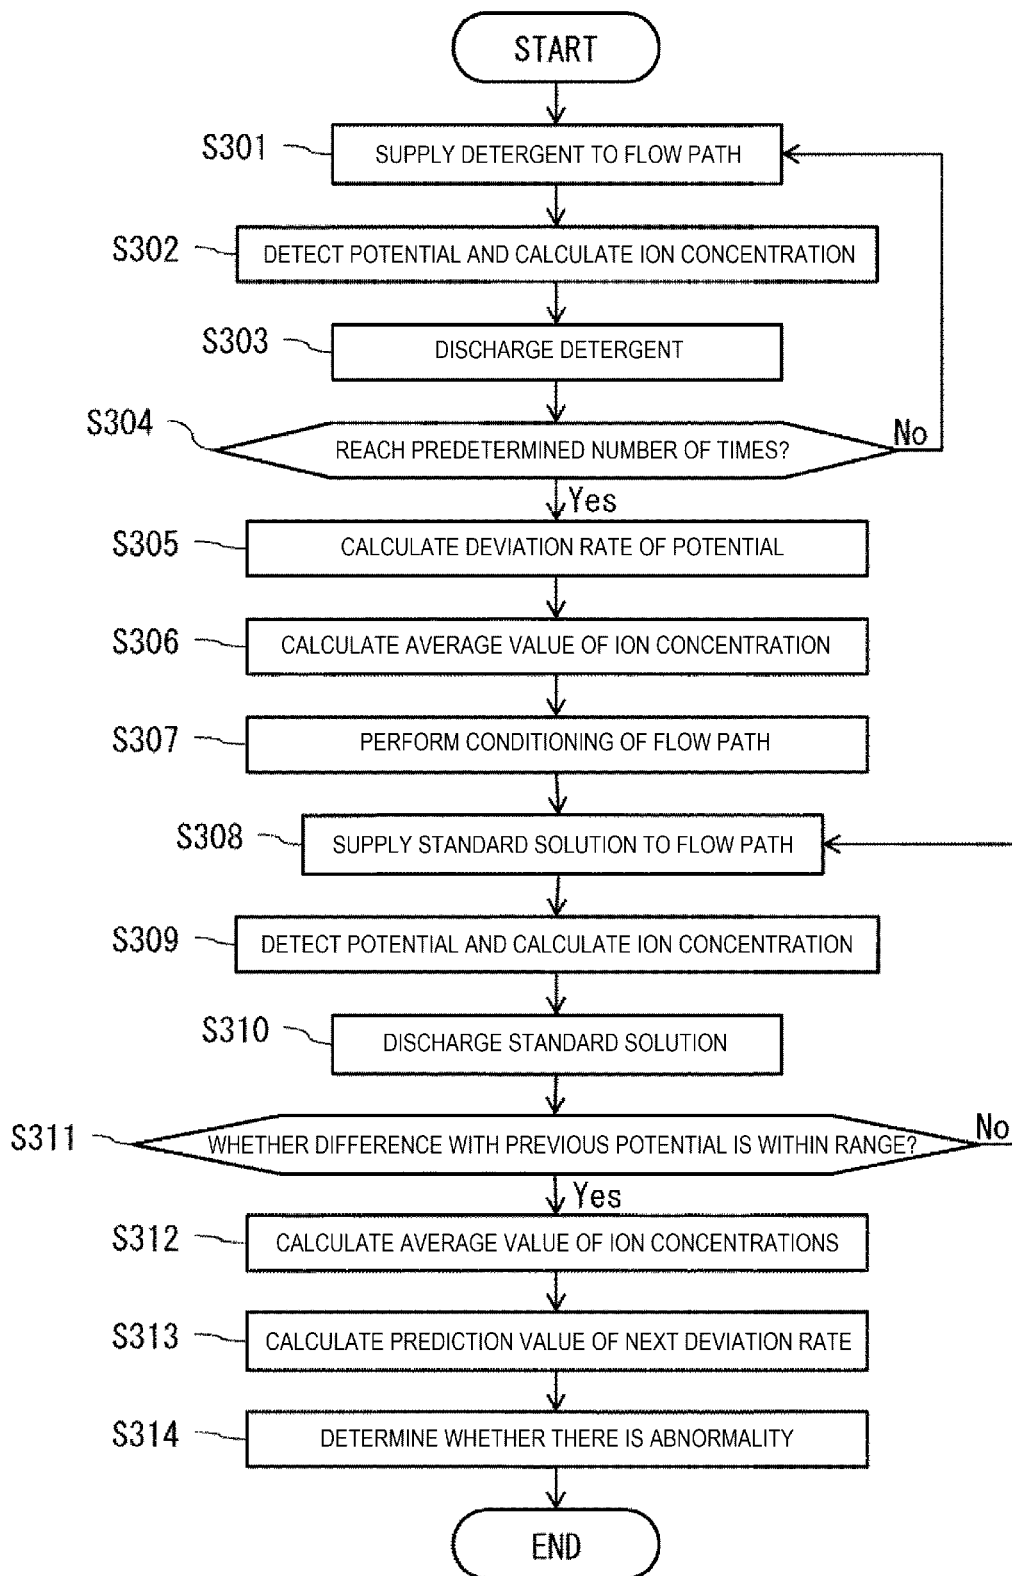 START
S301
SUPPLY DETERGENT TO FLOW PATH
S302
DETECT POTENTIAL AND CALCULATE ION CONCENTRATION
S303
DISCHARGE DETERGENT
S304
REACH PREDETERMINED NUMBER OF TIMES?
No
Yes
S305
CALCULATE DEVIATION RATE OF POTENTIAL
S306
CALCULATE AVERAGE VALUE OF ION CONCENTRATION
S307
PERFORM CONDITIONING OF FLOW PATH
S308
SUPPLY STANDARD SOLUTION TO FLOW PATH
S309
DETECT POTENTIAL AND CALCULATE ION CONCENTRATION
S310
DISCHARGE STANDARD SOLUTION
S311
WHETHER DIFFERENCE WITH PREVIOUS POTENTIAL IS WITHIN RANGE?
No
Yes
S312
CALCULATE AVERAGE VALUE OF ION CONCENTRATIONS
S313
CALCULATE PREDICTION VALUE OF NEXT DEVIATION RATE
S314
DETERMINE WHETHER THERE IS ABNORMALITY
END